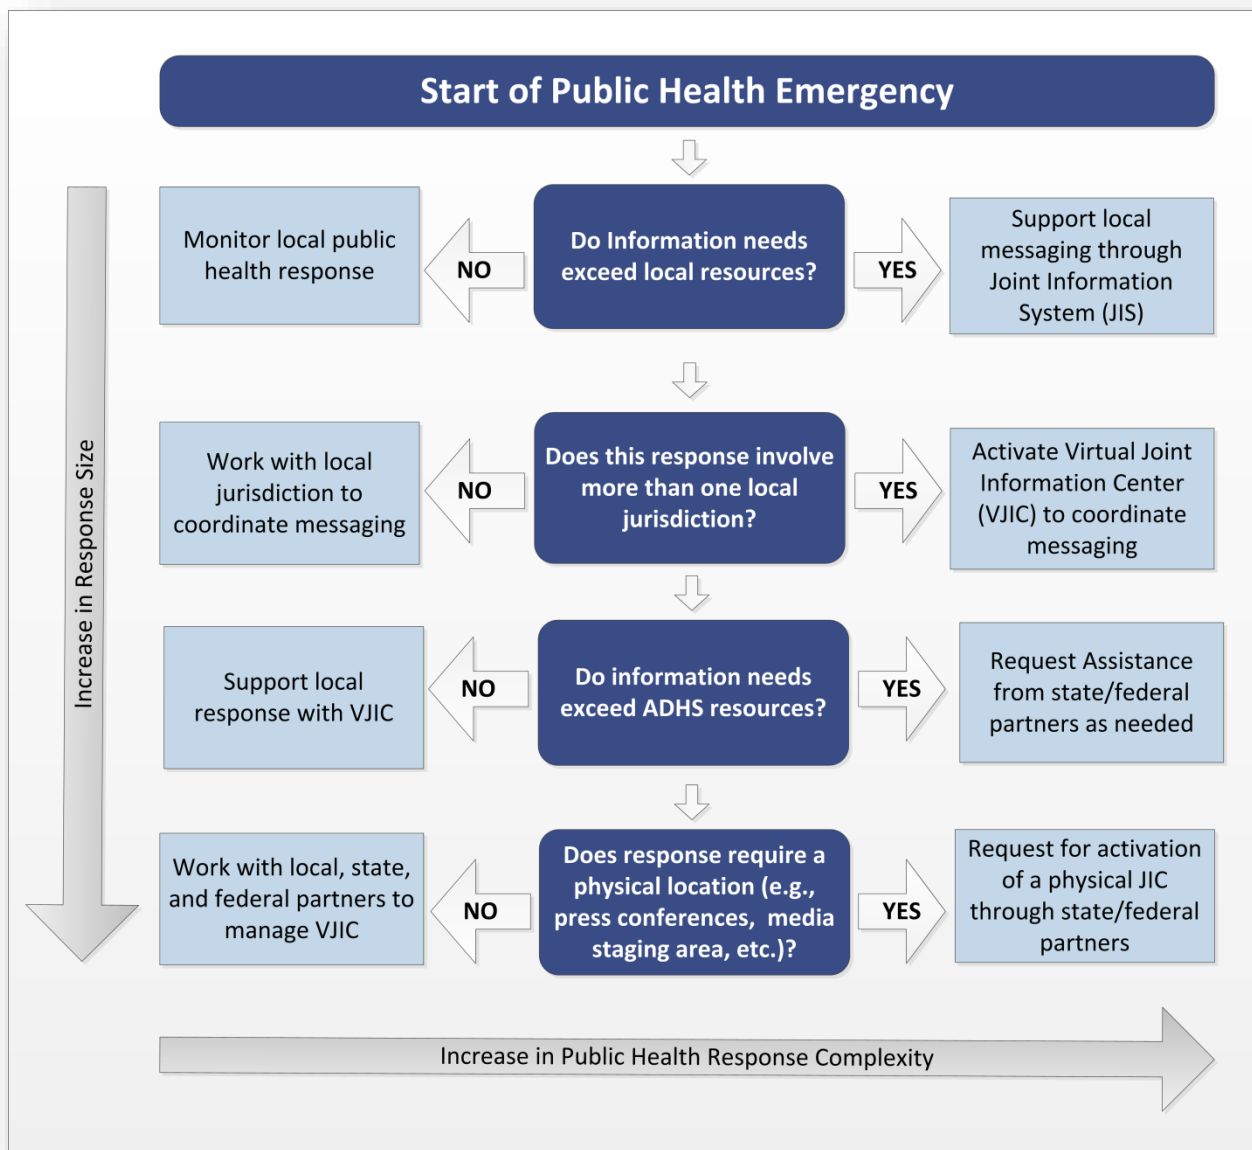 Start of Public Health Emergency
Monitor local public
health response
NO
Do Information needs
exceed local resources?
YES
Support local
messaging through
Joint Information
System (JIS)
Work with local
jurisdiction to
coordinate messaging
NO
Does this response involve
more than one local
jurisdiction?
YES
Activate Virtual Joint
Information Center
(VJIC) to coordinate
messaging
Support local
response with VJIC
NO
Do information needs
exceed ADHS resources?
YES
Request Assistance
from state/federal
partners as needed
Work with local, state,
and federal partners to
manage VJIC
NO
Does response require a
physical location (e.g.,
press conferences, media
staging area, etc.)?
YES
Request for activation
of a physical JIC
through state/federal
partners
Increase in Response Size
Increase in Public Health Response Complexity